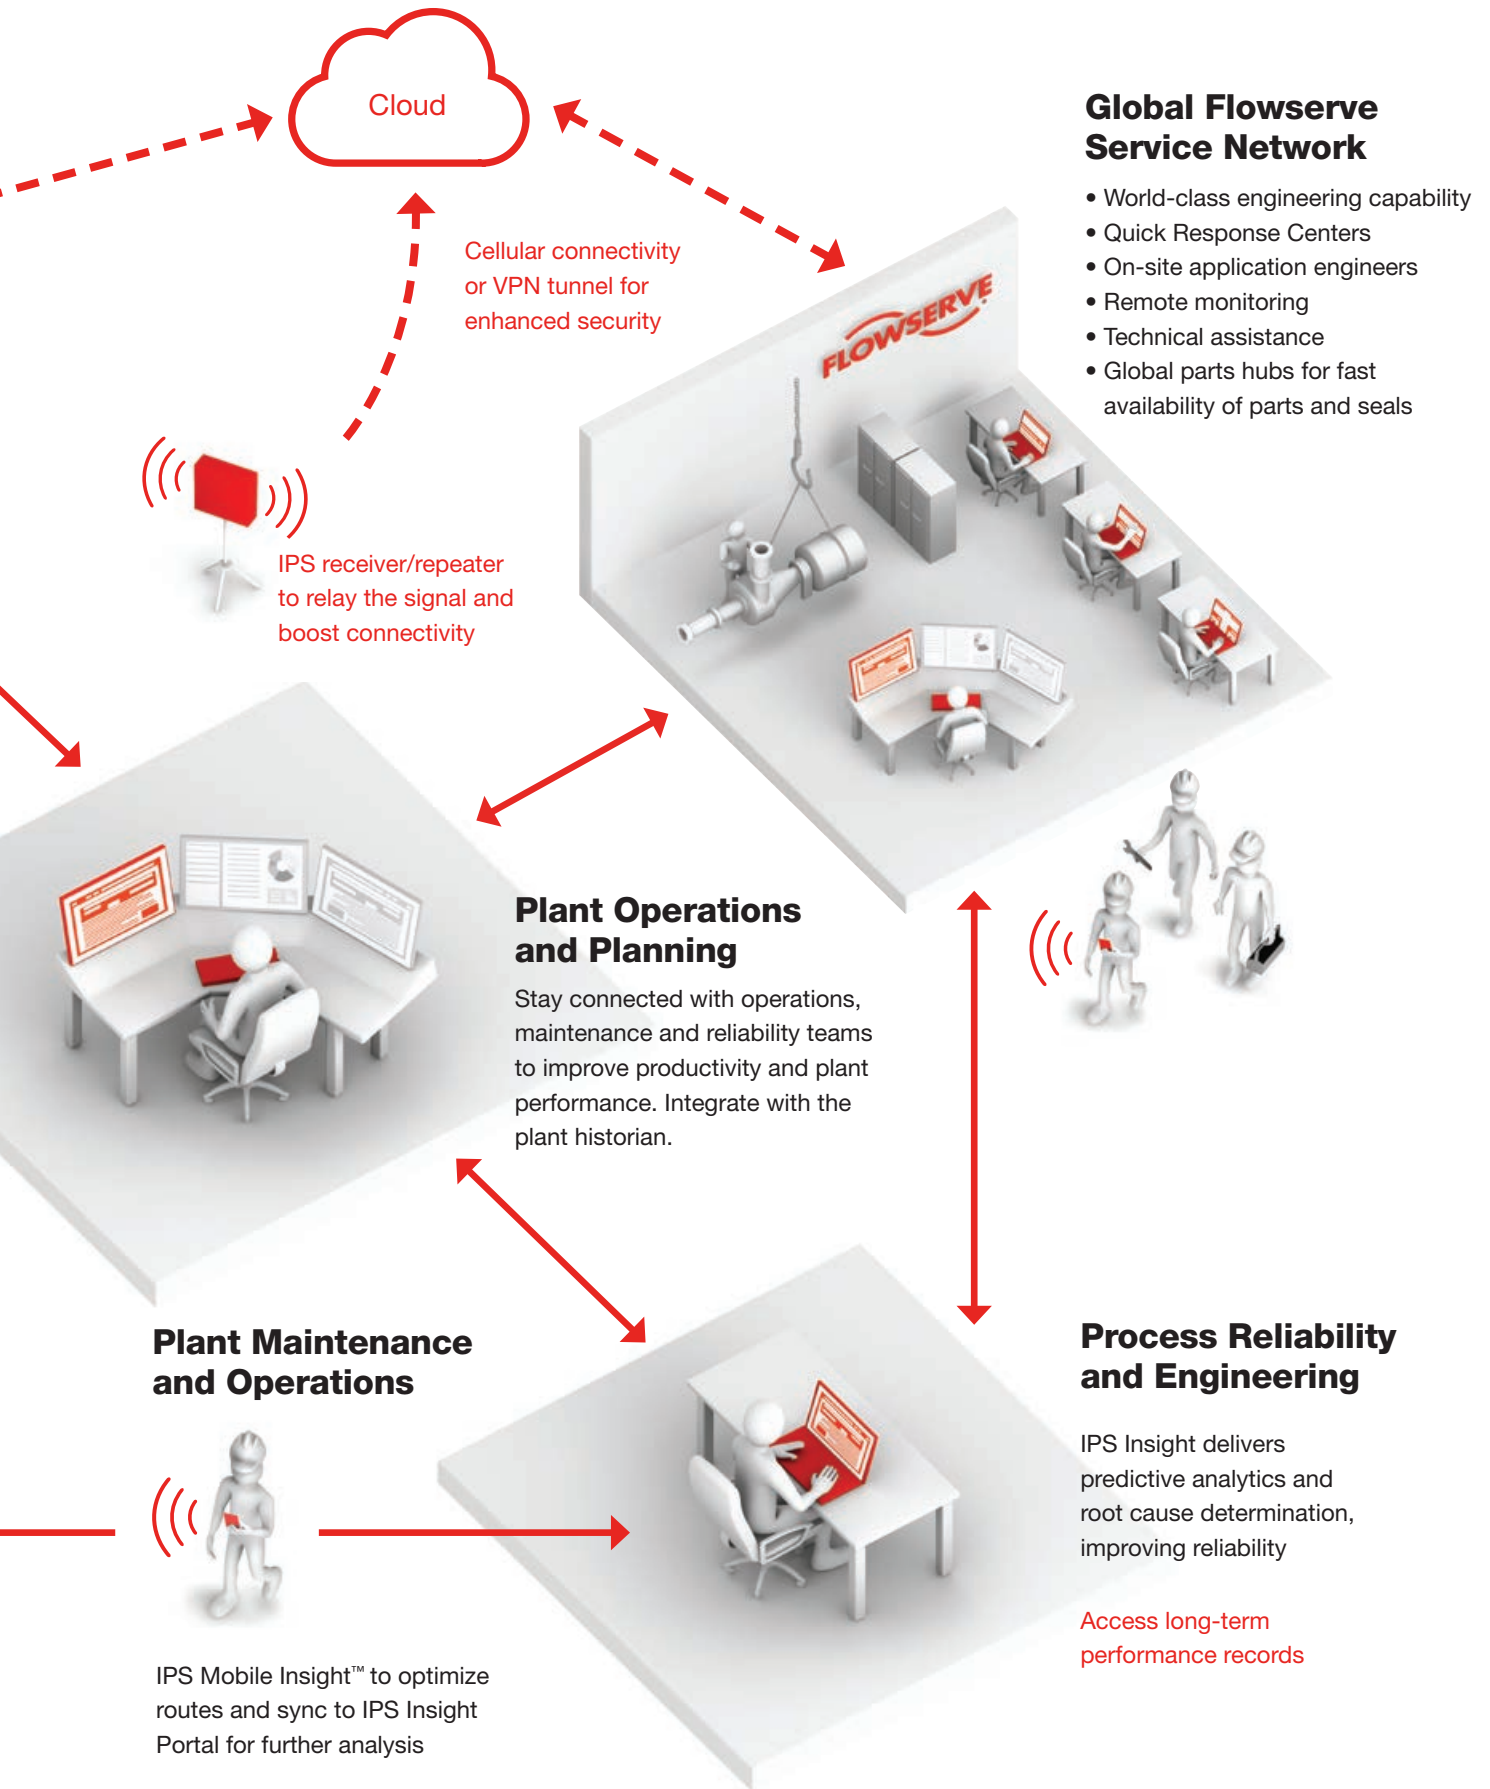 Cloud
Global Flowserve
Service Network
• World-class engineering capability
• Quick Response Centers
• On-site application engineers
• Remote monitoring
• Technical assistance
• Global parts hubs for fast
availability of parts and seals
Cellular connectivity
or VPN tunnel for
enhanced security
FLOWSERVE
IPS receiver/repeater
to relay the signal and
boost connectivity
Plant Operations
and Planning
Stay connected with operations,
maintenance and reliability teams
to improve productivity and plant
performance. Integrate with the
plant historian.
Plant Maintenance
and Operations
IPS Mobile Insight™ to optimize
routes and sync to IPS Insight
Portal for further analysis
Process Reliability
and Engineering
IPS Insight delivers
predictive analytics and
root cause determination,
improving reliability
Access long-term
performance records